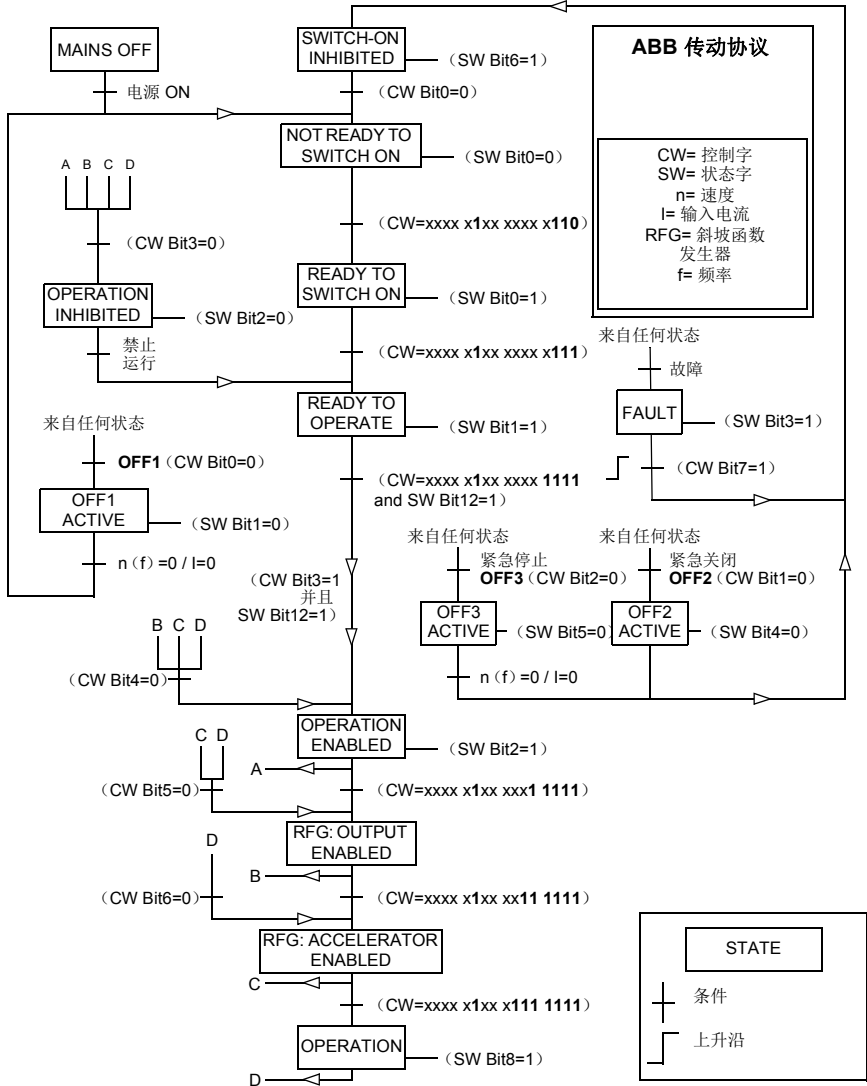 MAINS OFF
电源 ON
SWITCH-ON
INHIBITED
（SW Bit6=1）
（CW Bit0=0）
ABB 传动协议
CW= 控制字
SW= 状态字
n= 速度
I= 输入电流
RFG= 斜坡函数
发生器
f= 频率
NOT READY TO
SWITCH ON
（SW Bit0=0）
A B C D
（CW Bit3=0）
（CW=xxxx x1xx xxxx x110）
OPERATION
INHIBITED
（SW Bit2=0）
禁止
运行
READY TO
SWITCH ON
（SW Bit0=1）
（CW=xxxx x1xx xxxx x111）
来自任何状态
故障
FAULT
（SW Bit3=1）
（CW Bit7=1）
READY TO
OPERATE
（SW Bit1=1）
来自任何状态
OFF1（CW Bit0=0）
OFF1
ACTIVE
（SW Bit1=0）
n（f）=0 / I=0
（CW=xxxx x1xx xxxx 1111
and SW Bit12=1）
（CW Bit3=1
并且
SW Bit12=1）
来自任何状态
紧急停止
OFF3（CW Bit2=0）
OFF3
ACTIVE
（SW Bit5=0）
n（f）=0 / I=0
来自任何状态
紧急关闭
OFF2（CW Bit1=0）
OFF2
ACTIVE
（SW Bit4=0）
B C D
（CW Bit4=0）
OPERATION
ENABLED
（SW Bit2=1）
A
C D
（CW Bit5=0）
（CW=xxxx x1xx xxx1 1111）
RFG: OUTPUT
ENABLED
D
B
（CW Bit6=0）
（CW=xxxx x1xx xx11 1111）
RFG: ACCELERATOR
ENABLED
C
（CW=xxxx x1xx x111 1111）
OPERATION
（SW Bit8=1）
D
STATE
条件
上升沿